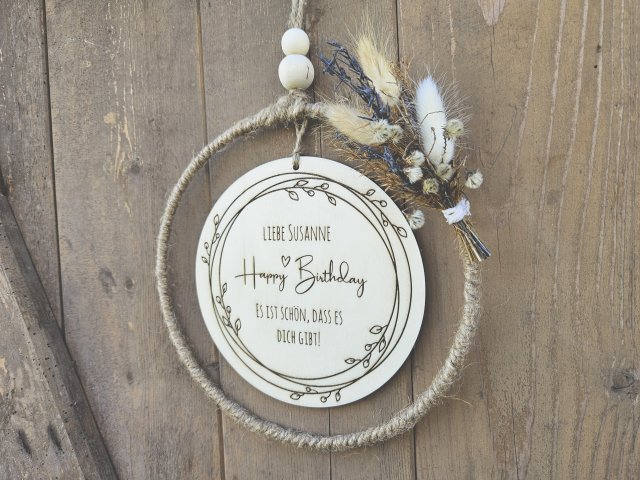 LIEBE SUSANNE
Happy Birthday
ES IST SCHÖN, DASS ES
DICH GIBT!